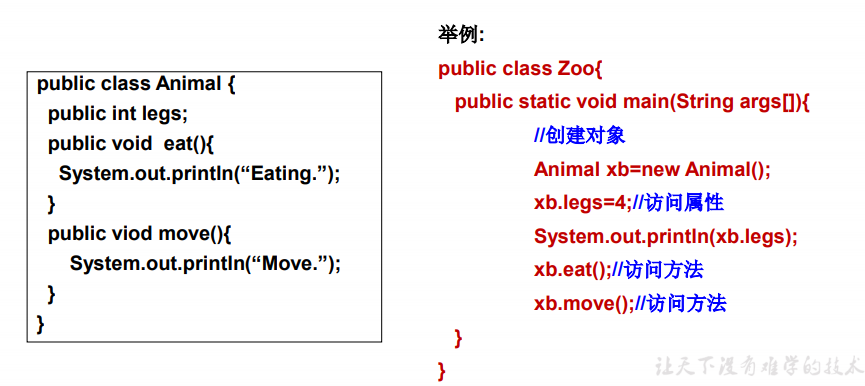 public class Animal {
public int legs;
public void eat(){
System.out.println(“Eating.”);
}
public viod move(){
System.out.println(“Move.”);
}
}
举例:
public class Zoo{
public static void main(String args[]){
//创建对象
Animal xb=new Animal();
xb.legs=4;//访问属性
System.out.println(xb.legs);
xb.eat();//访问方法
xb.move();//访问方法
}
}
让天下没有难学的技术